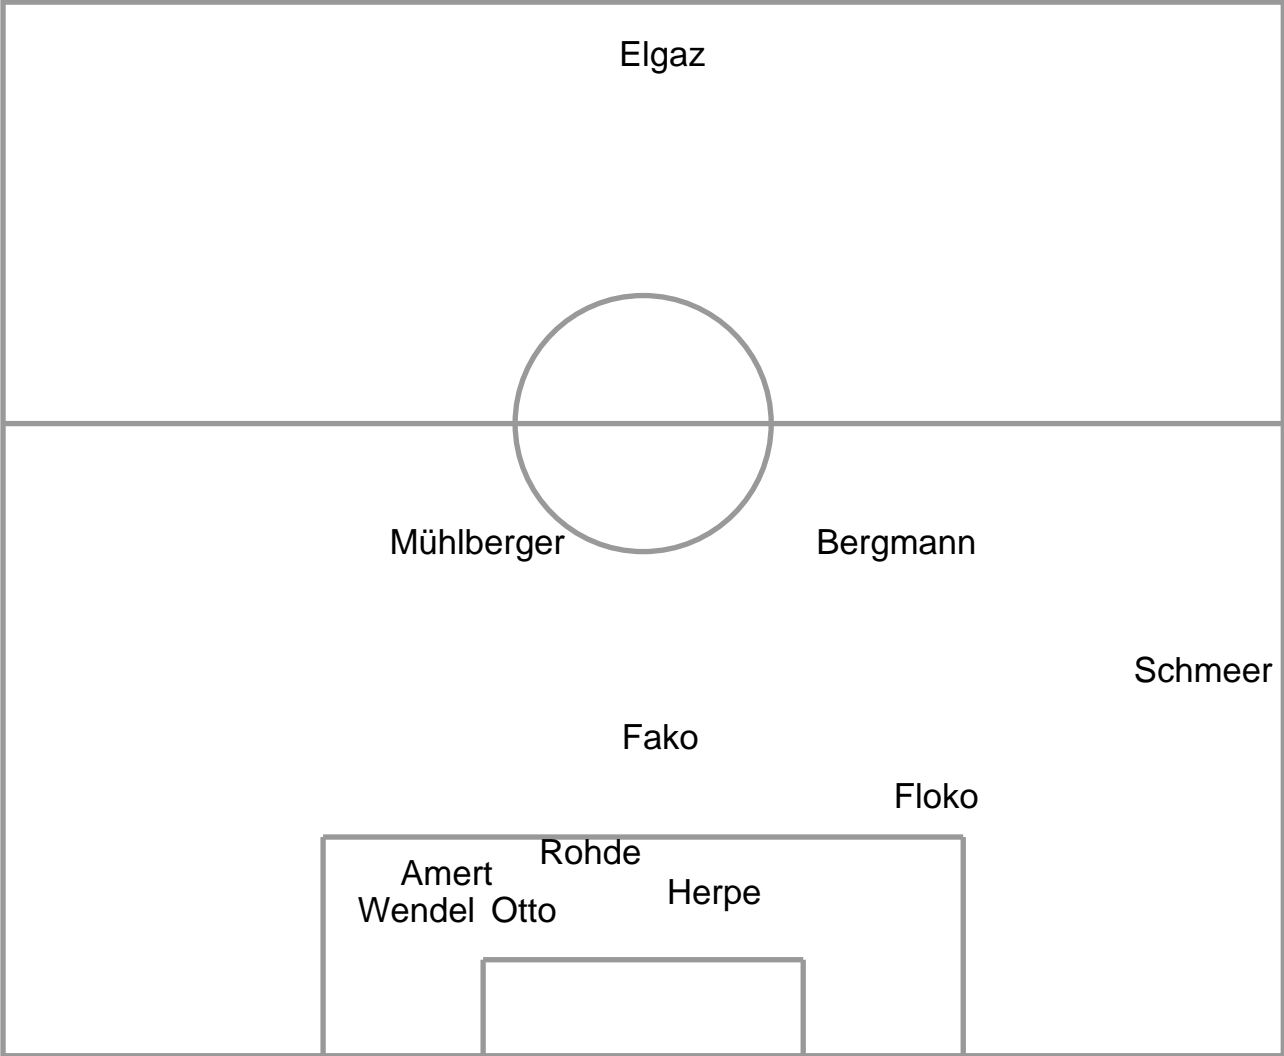 Elgaz
Mühlberger Bergmann
Schmeer
Fako
Floko
Rohde
Amert
Herpe
Wendel Otto